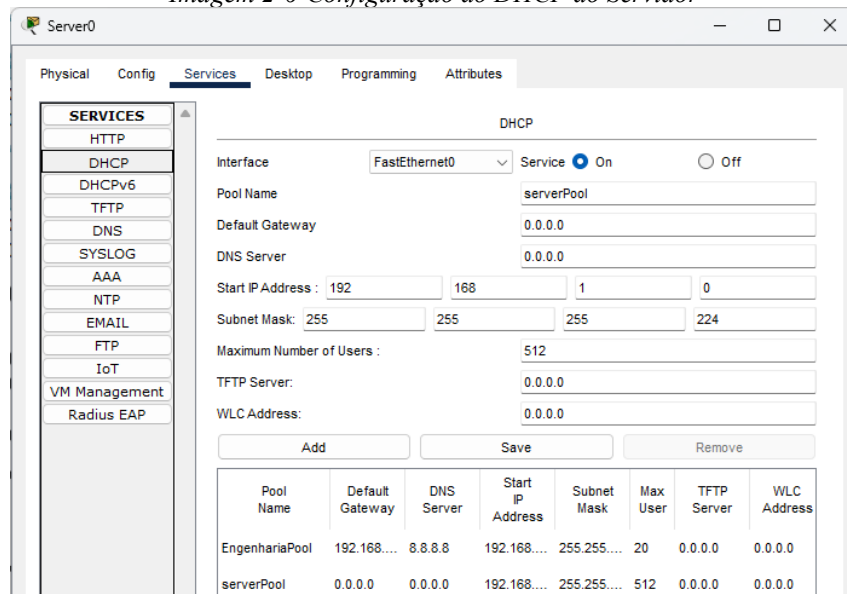 Imagem 2 o Configuração do DHCP do Servidor
Server0
Physical Config Services Desktop Programming Attributes
SERVICES
HTTP
DHCP
DHCPv6
TFTP
DNS
SYSLOG
AAA
NTP
EMAIL
FTP
IoT
VM Management
Radius EAP
DHCP
Interface FastEthernet0 Service On Off
Pool Name serverPool
Default Gateway 0.0.0.0
DNS Server 0.0.0.0
Start IP Address : 192 168 1 0
Subnet Mask: 255 255 255 224
Maximum Number of Users : 512
TFTP Server: 0.0.0.0
WLC Address: 0.0.0.0
Add Save Remove
Pool Name Default Gateway DNS Server Start IP Address Subnet Mask Max User TFTP Server WLC Address
EngenhariaPool 192.168.... 8.8.8.8 192.168.... 255.255.... 20 0.0.0.0 0.0.0.0
serverPool 0.0.0.0 0.0.0.0 192.168.... 255.255.... 512 0.0.0.0 0.0.0.0